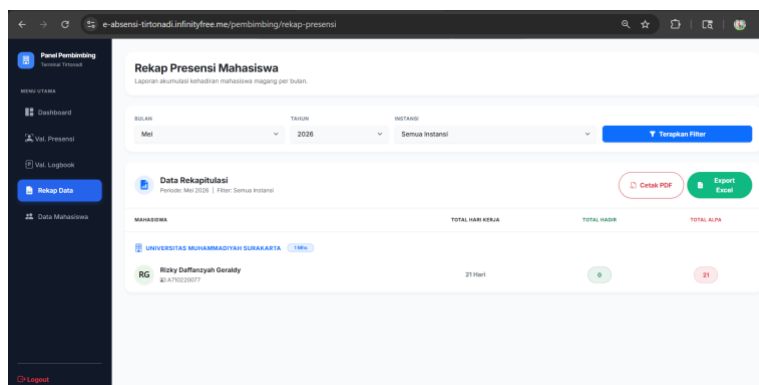 e-absensi-tirtonadi.infinityfree.me/pembimbing/rekap-presensi
Panel Pembimbing
Terminal Tirtonadi
MENU UTAMA
Dashboard
Val. Presensi
Val. Logbook
Rekap Data
Data Mahasiswa
Logout
Rekap Presensi Mahasiswa
Laporan akumulasi kehadiran mahasiswa magang per bulan.
BULAN TAHUN INSTANSI
Mei 2026 Semua Instansi Terapkan Filter
Data Rekapitulasi
Periode: Mei 2026 | Filter: Semua Instansi
Cetak PDF
Export
Excel
MAHASISWA TOTAL HARI KERJA TOTAL HADIR TOTAL ALPA
UNIVERSITAS MUHAMMADIYAH SURAKARTA 1 Mhs
RG Rizky Daffanzyah Geraldy 21 Hari 0 21
A710220077